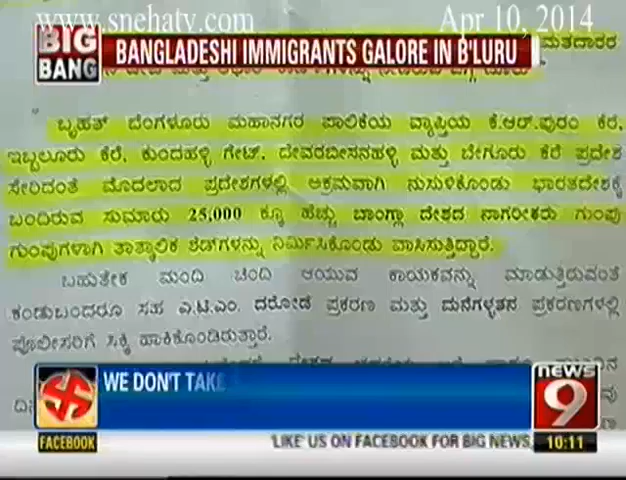 www.snehatv.com
Apr 10, 2014
BIG BANG
BANGLADESHI IMMIGRANTS GALORE IN B'LURU
ಮತದಾರರ
ಬೃಹತ್ ಬೆಂಗಳೂರು ಮಹಾನಗರ ಪಾಲಿಕೆಯ ವ್ಯಾಪ್ತಿಯ ಕೆ.ಆರ್.ಪುರಂ ಕೆರೆ,
ಇಬ್ಬಲೂರು ಕೆರೆ, ಕುಂದಹಳ್ಳಿ ಗೇಟ್, ದೇವರಬೀಸನಹಳ್ಳಿ ಮತ್ತು ಬೇಗೂರು ಕೆರೆ ಪ್ರದೇಶ
ಸೇರಿದಂತೆ ಮೊದಲಾದ ಪ್ರದೇಶಗಳಲ್ಲಿ ಅಕ್ರಮವಾಗಿ ನುಸುಳಿಕೊಂಡು ಭಾರತದೇಶಕ್ಕೆ
ಬಂದಿರುವ ಸುಮಾರು 25,000 ಕ್ಕೂ ಹೆಚ್ಚು ಬಾಂಗ್ಲಾ ದೇಶದ ನಾಗರೀಕರು ಗುಂಪು
ಗುಂಪುಗಳಾಗಿ ತಾತ್ಕಾಲಿಕ ಶೆಡ್‌ಗಳನ್ನು ನಿರ್ಮಿಸಿಕೊಂಡು ವಾಸಿಸುತ್ತಿದ್ದಾರೆ.
ಬಹುತೇಕ ಮಂದಿ ಚಿಂದಿ ಆಯುವ ಕಾಯಕವನ್ನು ಮಾಡುತ್ತಿರುವಂತೆ
ಕಂಡುಬಂದರೂ ಸಹ ಎ.ಟಿ.ಎಂ. ದರೋಡೆ ಪ್ರಕರಣ ಮತ್ತು ಮನೆಗಳ್ಳತನ ಪ್ರಕರಣಗಳಲ್ಲಿ
ಪೊಲೀಸರಿಗೆ ಸಿಕ್ಕಿ ಹಾಕಿಕೊಂಡಿರುತ್ತಾರೆ.
WE DON'T TAKE
NEWS 9
FACEBOOK
'LIKE' US ON FACEBOOK FOR BIG NEWS,
10:11